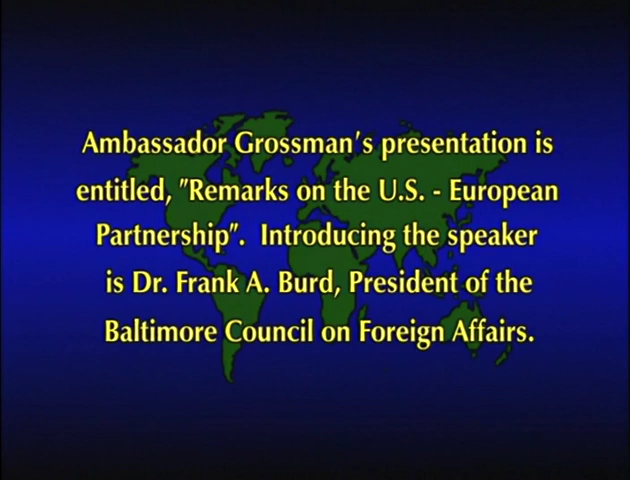 Ambassador Grossman's presentation is
entitled, "Remarks on the U.S. - European
Partnership". Introducing the speaker
is Dr. Frank A. Burd, President of the
Baltimore Council on Foreign Affairs.